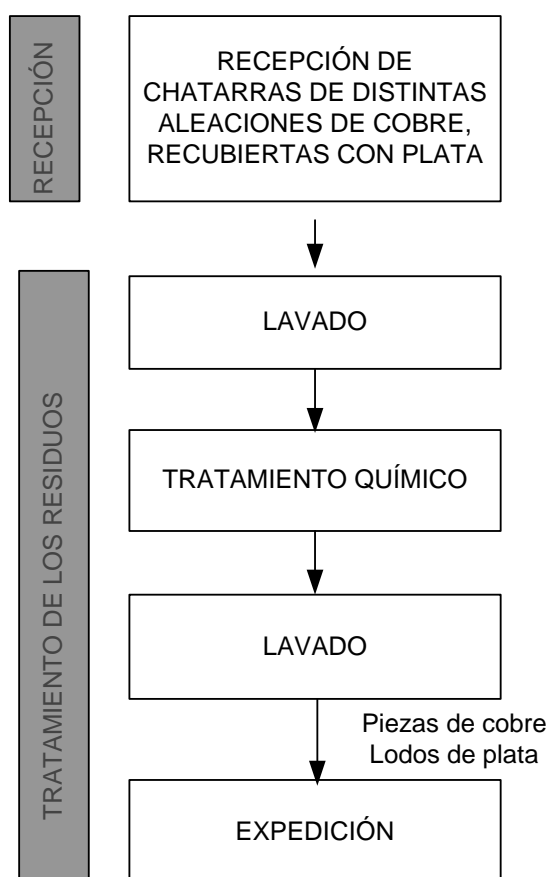 RECEPCIÓN
RECEPCIÓN DE
CHATARRAS DE DISTINTAS
ALEACIONES DE COBRE,
RECUBIERTAS CON PLATA
TRATAMIENTO DE LOS RESIDUOS
LAVADO
TRATAMIENTO QUÍMICO
LAVADO
Piezas de cobre
Lodos de plata
EXPEDICIÓN